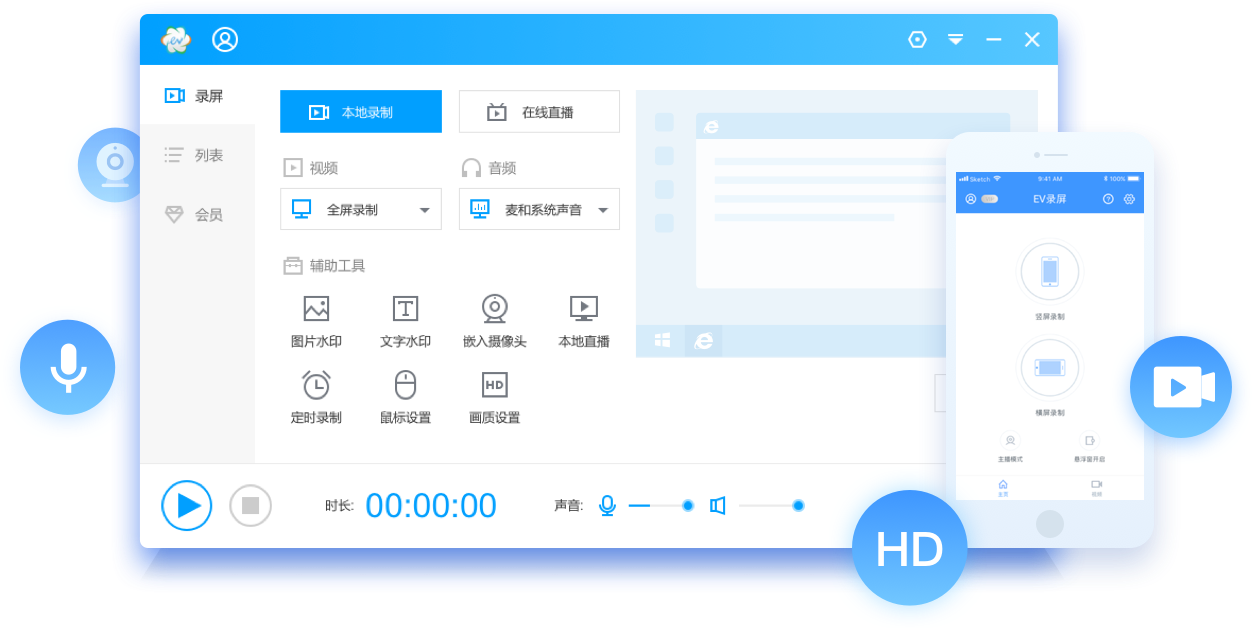 ev
录屏
本地录制
在线直播
列表
视频
音频
会员
全屏录制
麦和系统声音
辅助工具
图片水印
文字水印
嵌入摄像头
本地直播
HD
定时录制
鼠标设置
画质设置
时长:
00:00:00
声音:
Sketch
9:41 AM
100%
EV录屏
竖屏录制
横屏录制
主播模式
悬浮窗开启
主页
视频
HD